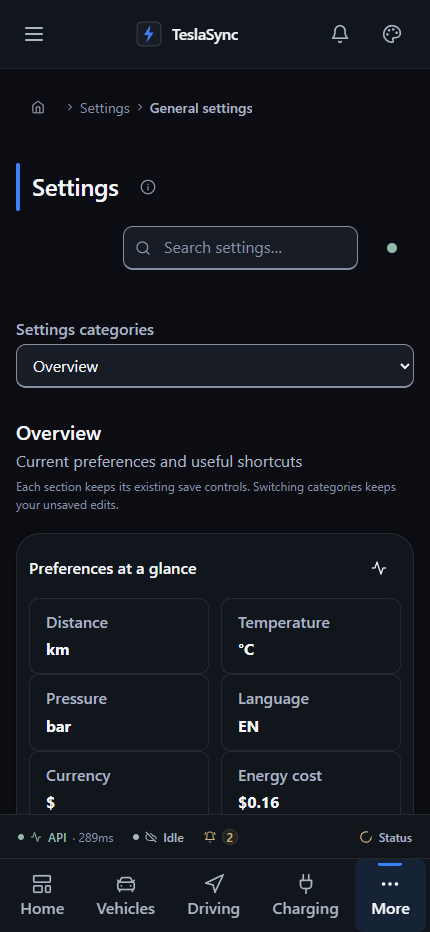 TeslaSync
Settings
General settings
Settings
Search settings...
Settings categories
Overview
Overview
Current preferences and useful shortcuts
Each section keeps its existing save controls. Switching categories keeps
your unsaved edits.
Preferences at a glance
Distance
km
Temperature
°C
Pressure
bar
Language
EN
Currency
$
Energy cost
$0.16
API · 289ms
Idle
2
Status
Home
Vehicles
Driving
Charging
More